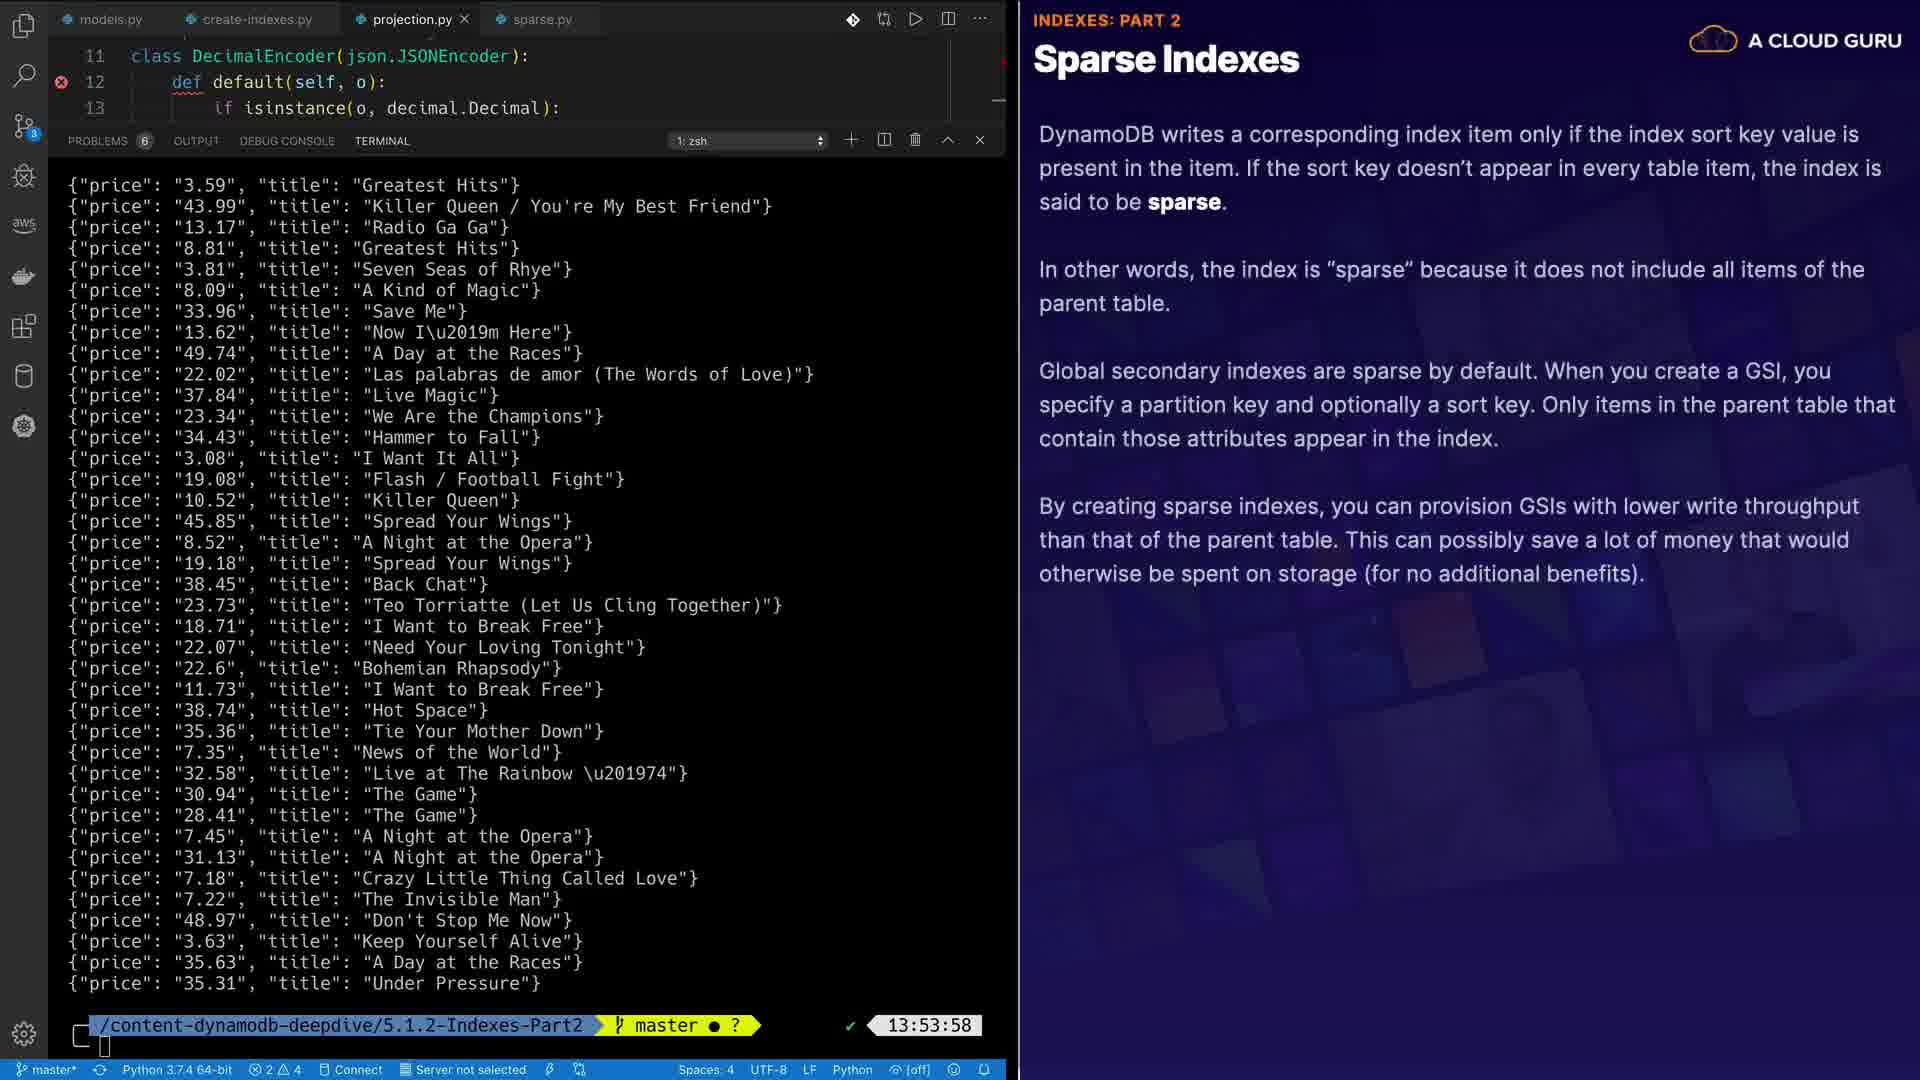 models.py
create-indexes.py
projection.py
sparse.py
11 class DecimalEncoder(json.JSONEncoder):
12 def default(self, o):
13 if isinstance(o, decimal.Decimal):
PROBLEMS 6 OUTPUT DEBUG CONSOLE TERMINAL 1: zsh
3
aws
{"price": "3.59", "title": "Greatest Hits"}
{"price": "43.99", "title": "Killer Queen / You're My Best Friend"}
{"price": "13.17", "title": "Radio Ga Ga"}
{"price": "8.81", "title": "Greatest Hits"}
{"price": "3.81", "title": "Seven Seas of Rhye"}
{"price": "8.09", "title": "A Kind of Magic"}
{"price": "33.96", "title": "Save Me"}
{"price": "13.62", "title": "Now I\u2019m Here"}
{"price": "49.74", "title": "A Day at the Races"}
{"price": "22.02", "title": "Las palabras de amor (The Words of Love)"}
{"price": "37.84", "title": "Live Magic"}
{"price": "23.34", "title": "We Are the Champions"}
{"price": "34.43", "title": "Hammer to Fall"}
{"price": "3.08", "title": "I Want It All"}
{"price": "19.08", "title": "Flash / Football Fight"}
{"price": "10.52", "title": "Killer Queen"}
{"price": "45.85", "title": "Spread Your Wings"}
{"price": "8.52", "title": "A Night at the Opera"}
{"price": "19.18", "title": "Spread Your Wings"}
{"price": "38.45", "title": "Back Chat"}
{"price": "23.73", "title": "Teo Torriatte (Let Us Cling Together)"}
{"price": "18.71", "title": "I Want to Break Free"}
{"price": "22.07", "title": "Need Your Loving Tonight"}
{"price": "22.6", "title": "Bohemian Rhapsody"}
{"price": "11.73", "title": "I Want to Break Free"}
{"price": "38.74", "title": "Hot Space"}
{"price": "35.36", "title": "Tie Your Mother Down"}
{"price": "7.35", "title": "News of the World"}
{"price": "32.58", "title": "Live at The Rainbow \u201974"}
{"price": "30.94", "title": "The Game"}
{"price": "28.41", "title": "The Game"}
{"price": "7.45", "title": "A Night at the Opera"}
{"price": "31.13", "title": "A Night at the Opera"}
{"price": "7.18", "title": "Crazy Little Thing Called Love"}
{"price": "7.22", "title": "The Invisible Man"}
{"price": "48.97", "title": "Don't Stop Me Now"}
{"price": "3.63", "title": "Keep Yourself Alive"}
{"price": "35.63", "title": "A Day at the Races"}
{"price": "35.31", "title": "Under Pressure"}
/content-dynamodb-deepdive/5.1.2-Indexes-Part2 master ● ? ✔ 13:53:58
master* Python 3.7.4 64-bit 2 4 Connect Server not selected Spaces: 4 UTF-8 LF Python [off]
INDEXES: PART 2
Sparse Indexes
A CLOUD GURU
DynamoDB writes a corresponding index item only if the index sort key value is
present in the item. If the sort key doesn’t appear in every table item, the index is
said to be sparse.
In other words, the index is “sparse” because it does not include all items of the
parent table.
Global secondary indexes are sparse by default. When you create a GSI, you
specify a partition key and optionally a sort key. Only items in the parent table that
contain those attributes appear in the index.
By creating sparse indexes, you can provision GSIs with lower write throughput
than that of the parent table. This can possibly save a lot of money that would
otherwise be spent on storage (for no additional benefits).